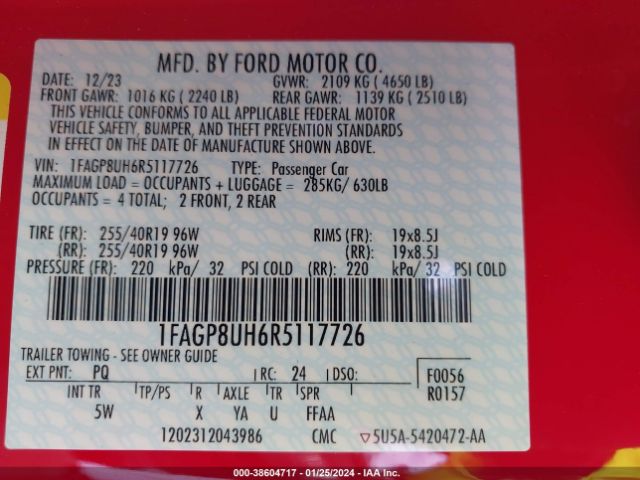 MFD. BY FORD MOTOR CO.
DATE: 12/23 GVWR: 2109 KG ( 4650 LB)
FRONT GAWR: 1016 KG ( 2240 LB) REAR GAWR: 1139 KG ( 2510 LB)
THIS VEHICLE CONFORMS TO ALL APPLICABLE FEDERAL MOTOR
VEHICLE SAFETY, BUMPER, AND THEFT PREVENTION STANDARDS
IN EFFECT ON THE DATE OF MANUFACTURE SHOWN ABOVE.
VIN: 1FAGP8UH6R5117726 TYPE: Passenger Car
MAXIMUM LOAD = OCCUPANTS + LUGGAGE = 285KG/ 630LB
OCCUPANTS = 4 TOTAL; 2 FRONT, 2 REAR
TIRE (FR): 255/40R19 96W RIMS (FR): 19x8.5J
(RR): 255/40R19 96W (RR): 19x8.5J
PRESSURE (FR): 220 kPa/ 32 PSI COLD (RR): 220 kPa/ 32 PSI COLD
1FAGP8UH6R5117726
TRAILER TOWING - SEE OWNER GUIDE
EXT PNT: PQ RC: 24 DSO: F0056
INT TR TP/PS R AXLE TR SPR R0157
5W X YA U FFAA
1202312043986 CMC ▽5U5A-5420472-AA
000-38604717 - 01/25/2024 - IAA Inc.